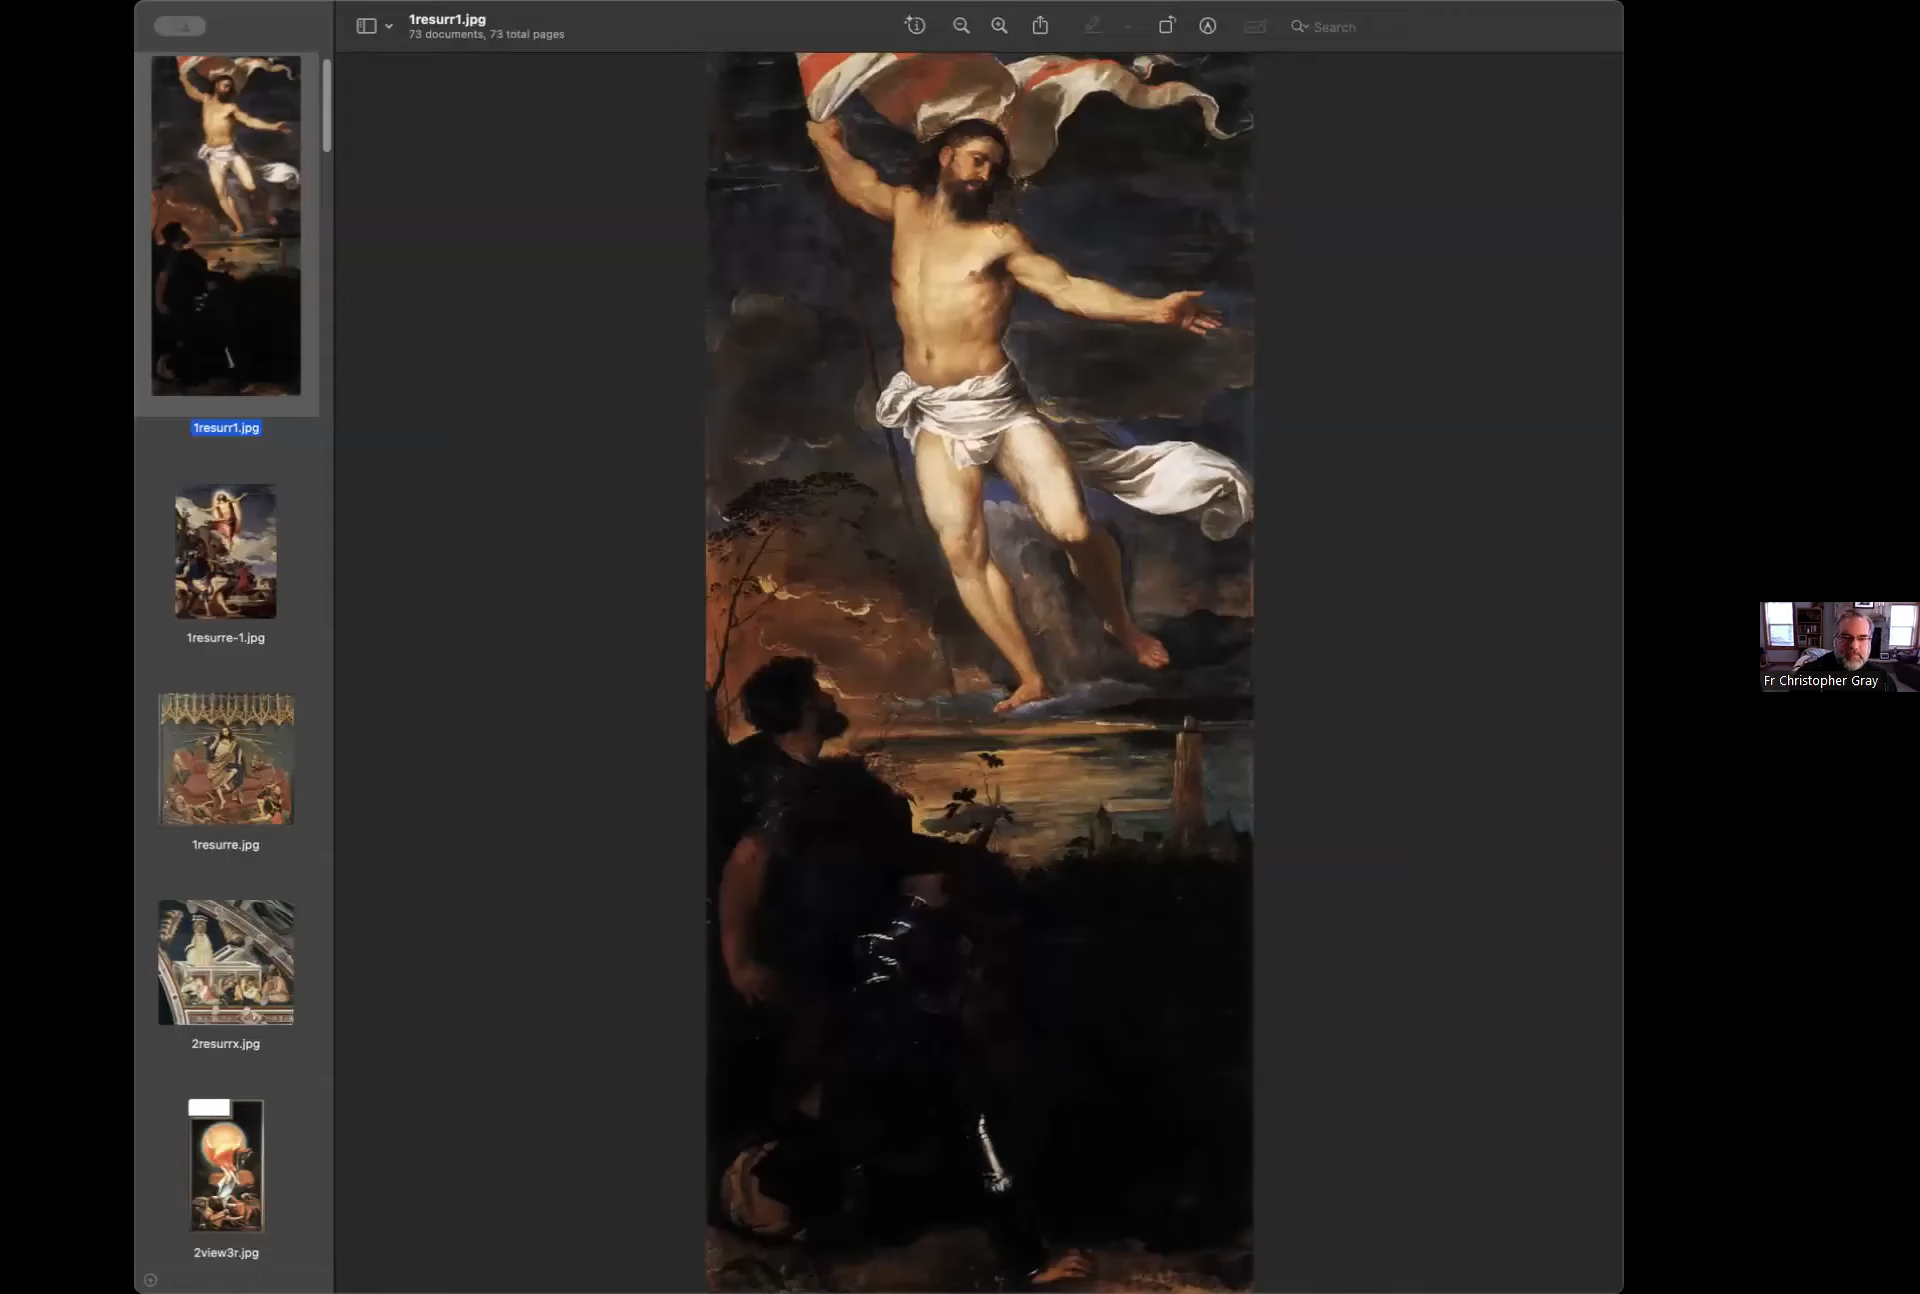 1resurr1.jpg
73 documents, 73 total pages
Search
1resurr1.jpg
1resurre-1.jpg
1resurre.jpg
2resurrx.jpg
2view3r.jpg
Fr Christopher Gray